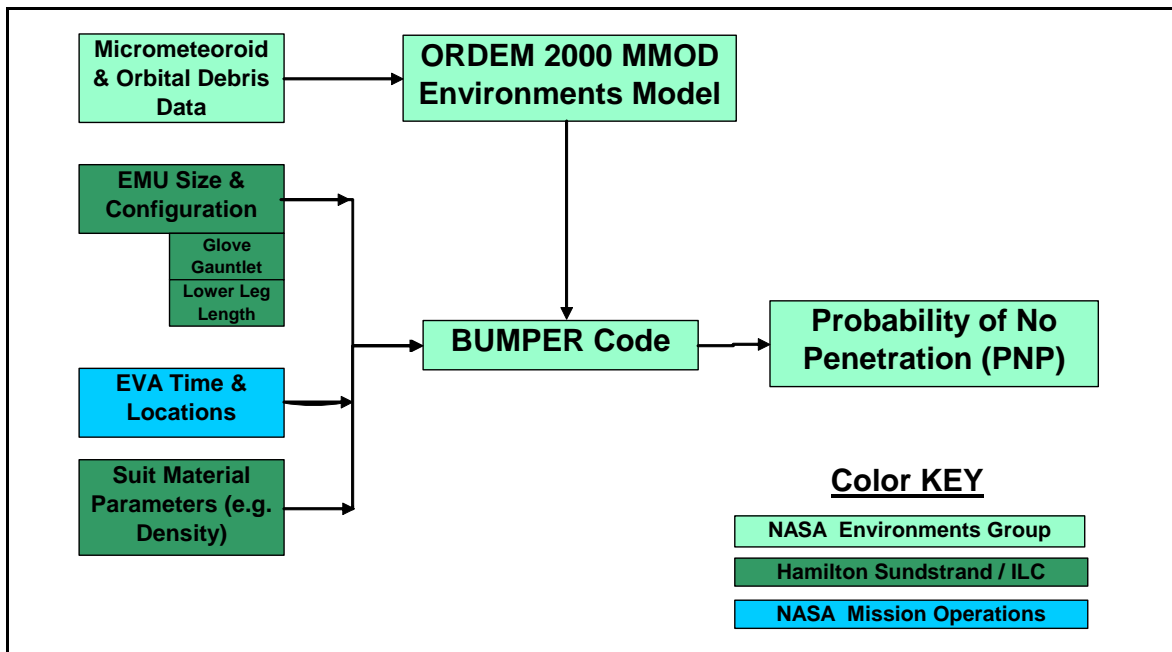 Micrometeoroid
& Orbital Debris
Data
ORDEM 2000 MMOD
Environments Model
EMU Size &
Configuration
Glove
Gauntlet
Lower Leg
Length
BUMPER Code
Probability of No
Penetration (PNP)
EVA Time &
Locations
Suit Material
Parameters (e.g.
Density)
Color KEY
NASA Environments Group
Hamilton Sundstrand / ILC
NASA Mission Operations